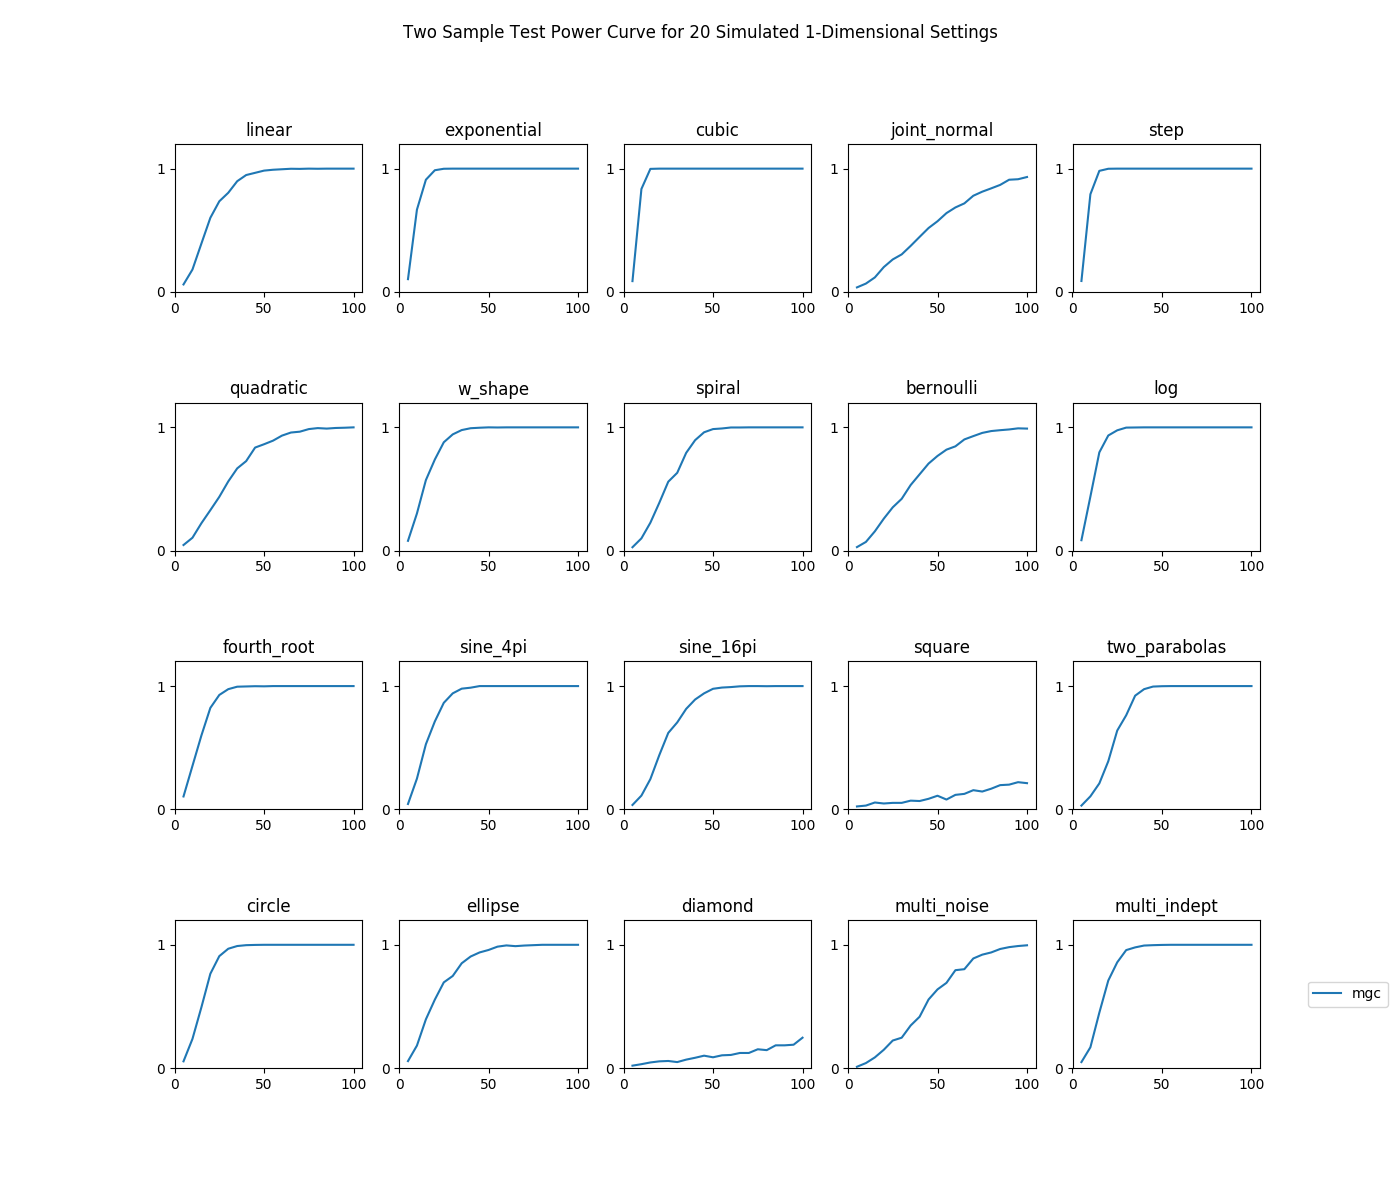 Two Sample Test Power Curve for 20 Simulated 1-Dimensional Settings
linear exponential cubic joint_normal step
1 1 1 1 1
0 0 0 0 0
0 50 100 0 50 100 0 50 100 0 50 100 0 50 100
quadratic w_shape spiral bernoulli log
1 1 1 1 1
0 0 0 0 0
0 50 100 0 50 100 0 50 100 0 50 100 0 50 100
fourth_root sine_4pi sine_16pi square two_parabolas
1 1 1 1 1
0 0 0 0 0
0 50 100 0 50 100 0 50 100 0 50 100 0 50 100
circle ellipse diamond multi_noise multi_indept
1 1 1 1 1
mgc
0 0 0 0 0
0 50 100 0 50 100 0 50 100 0 50 100 0 50 100